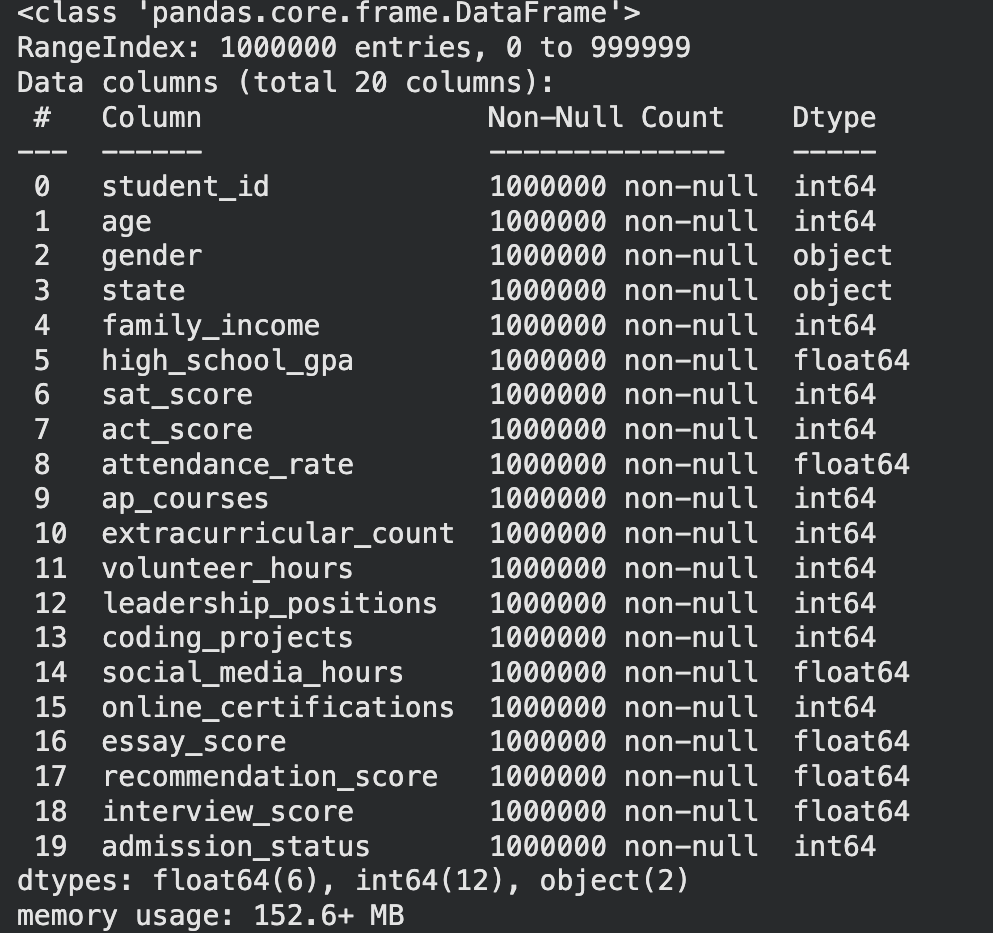 <class 'pandas.core.frame.DataFrame'>
RangeIndex: 1000000 entries, 0 to 999999
Data columns (total 20 columns):
 #   Column                 Non-Null Count    Dtype
---  ------                 --------------    -----
 0   student_id             1000000 non-null  int64
 1   age                    1000000 non-null  int64
 2   gender                 1000000 non-null  object
 3   state                  1000000 non-null  object
 4   family_income          1000000 non-null  int64
 5   high_school_gpa        1000000 non-null  float64
 6   sat_score              1000000 non-null  int64
 7   act_score              1000000 non-null  int64
 8   attendance_rate        1000000 non-null  float64
 9   ap_courses             1000000 non-null  int64
 10  extracurricular_count  1000000 non-null  int64
 11  volunteer_hours        1000000 non-null  int64
 12  leadership_positions   1000000 non-null  int64
 13  coding_projects        1000000 non-null  int64
 14  social_media_hours     1000000 non-null  float64
 15  online_certifications  1000000 non-null  int64
 16  essay_score            1000000 non-null  float64
 17  recommendation_score   1000000 non-null  float64
 18  interview_score        1000000 non-null  float64
 19  admission_status       1000000 non-null  int64
dtypes: float64(6), int64(12), object(2)
memory usage: 152.6+ MB